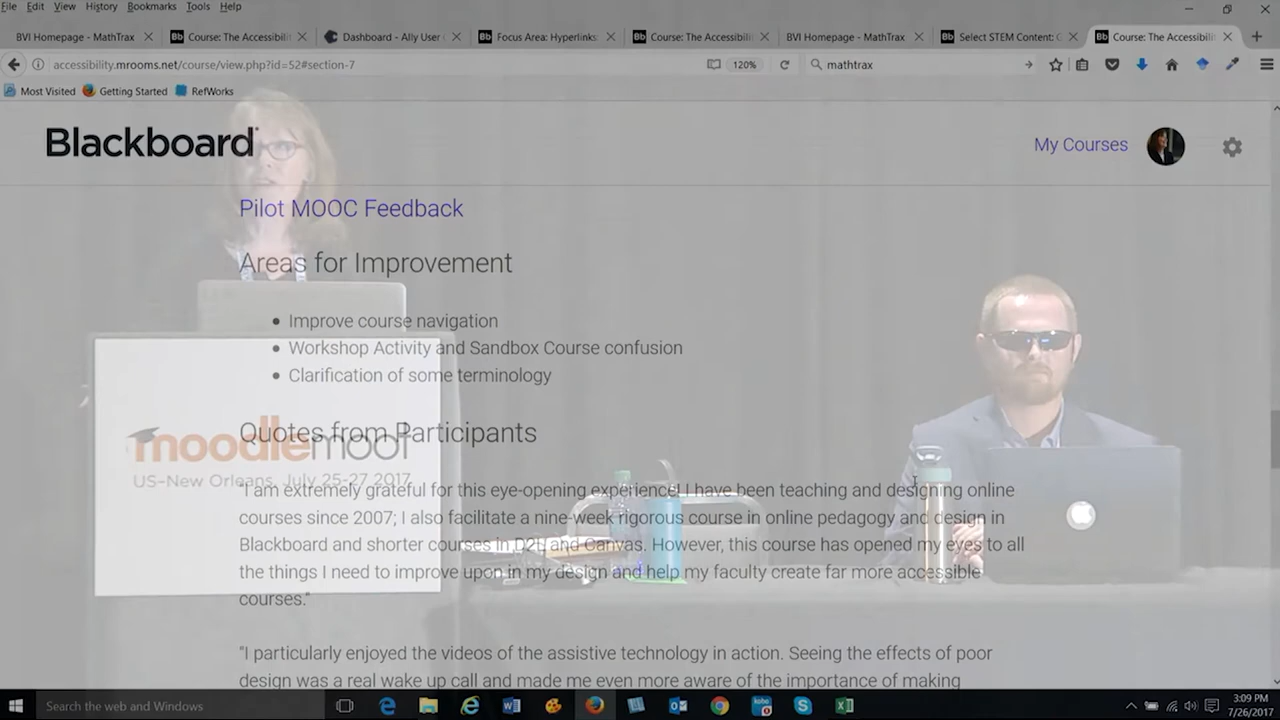 File Edit View History Bookmarks Tools Help
BVI Homepage - MathTrax
Bb Course: The Accessibili
Dashboard - Ally User
Bb Focus Area: Hyperlinks:
Bb Course: The Accessibili
BVI Homepage - MathTrax
Bb Select STEM Content:
Bb Course: The Accessibili
accessibility.mrooms.net/course/view.php?id=52#section-7
120%
mathtrax
Most Visited Getting Started RefWorks
Blackboard
My Courses
Pilot MOOC Feedback
Areas for Improvement
Improve course navigation
Workshop Activity and Sandbox Course confusion
Clarification of some terminology
Quotes from Participants
moodlemoot
US-New Orleans, July 25-27 2017
"I am extremely grateful for this eye-opening experience! I have been teaching and designing online
courses since 2007; I also facilitate a nine-week rigorous course in online pedagogy and design in
Blackboard and shorter courses in D2L and Canvas. However, this course has opened my eyes to all
the things I need to improve upon in my design and help my faculty create far more accessible
courses."
"I particularly enjoyed the videos of the assistive technology in action. Seeing the effects of poor
design was a real wake up call and made me even more aware of the importance of making
Search the web and Windows
kobo
3:09 PM
7/26/2017